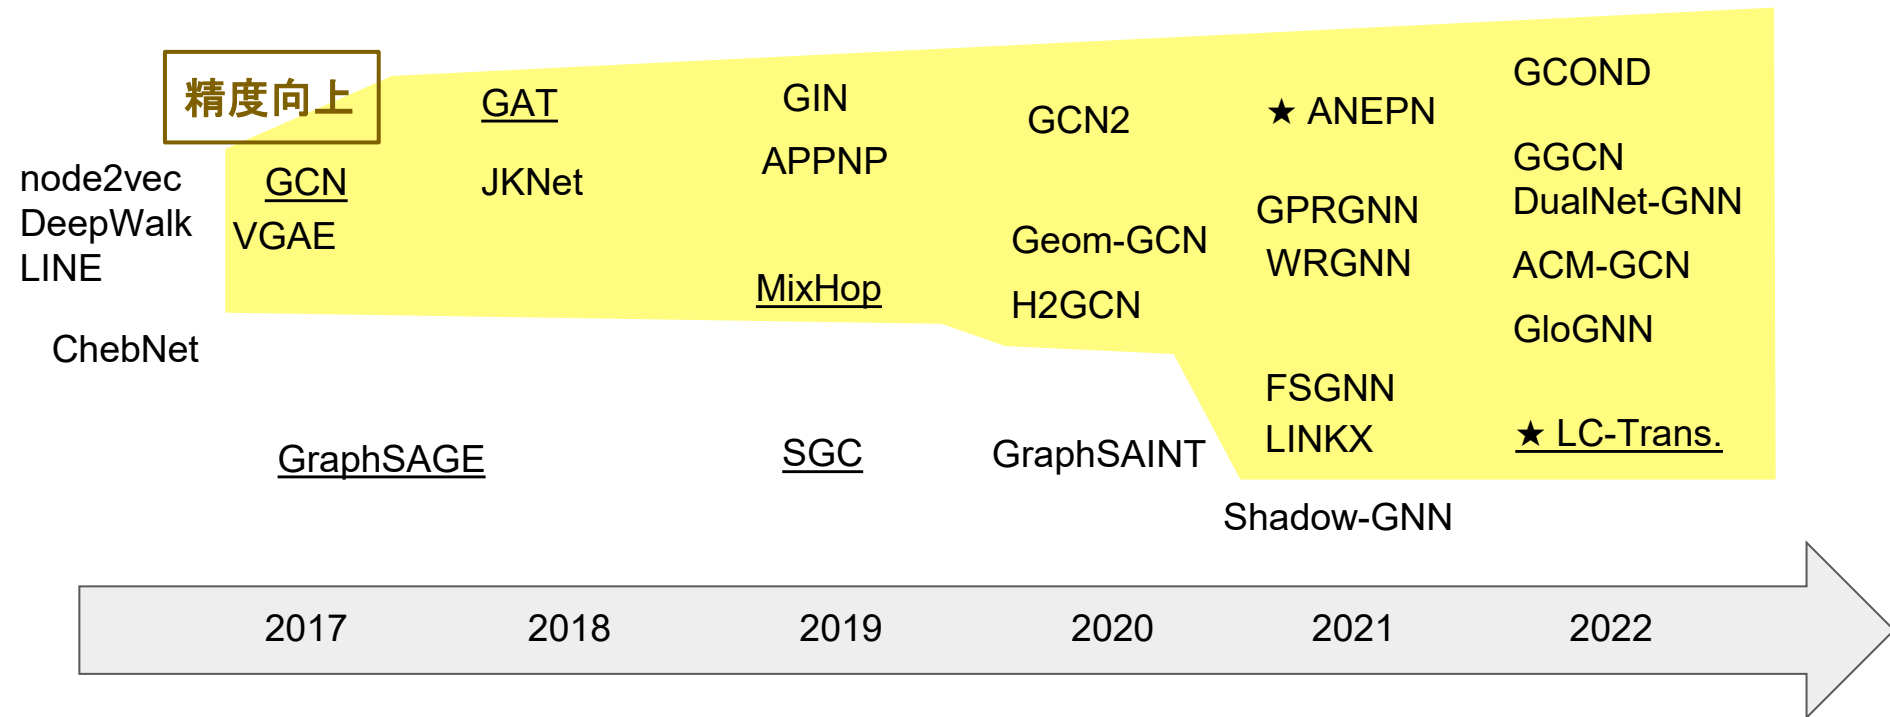 精度向上
node2vec
DeepWalk
LINE
ChebNet
GCN
VGAE
GraphSAGE
GAT
JKNet
GIN
APPNP
MixHop
SGC
GCN2
Geom-GCN
H2GCN
GraphSAINT
★ ANEPN
GPRGNN
WRGNN
FSGNN
LINKX
Shadow-GNN
GCOND
GGCN
DualNet-GNN
ACM-GCN
GloGNN
★ LC-Trans.
2017
2018
2019
2020
2021
2022